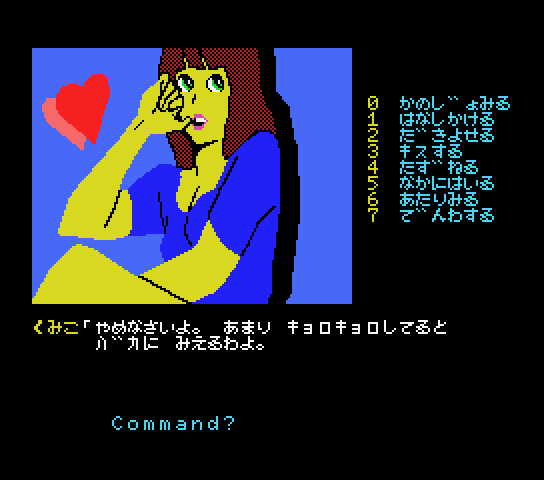 0 かのじょみる
1 はなしかける
2 だきよせる
3 キスする
4 たずねる
5 なかにはいる
6 あたりみる
7 でんわする
くみこ「やめなさいよ。 あまり キョロキョロしてると
バカに みえるわよ。
Command?